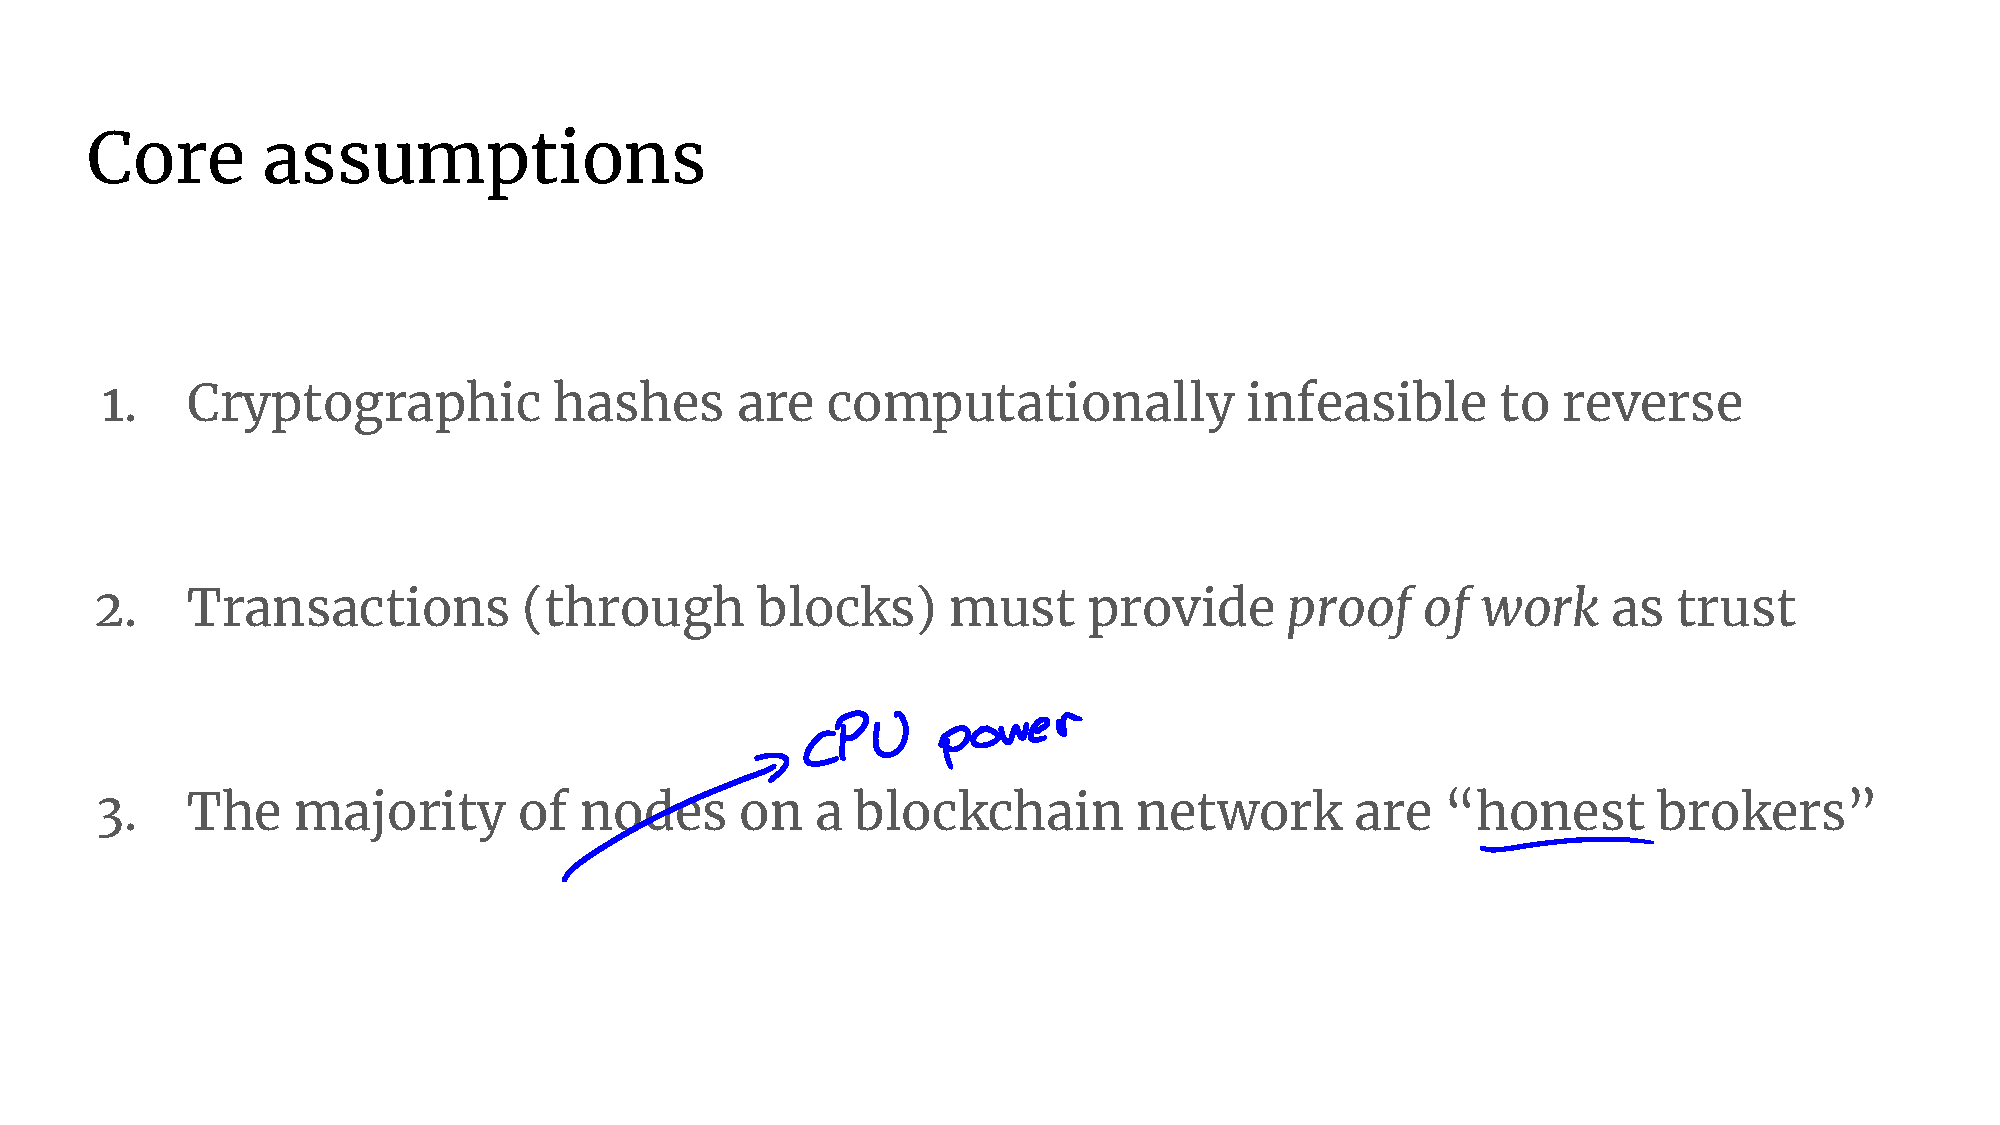 Core assumptions
1. Cryptographic hashes are computationally infeasible to reverse
2. Transactions (through blocks) must provide proof of work as trust
CPU power
3. The majority of nodes on a blockchain network are “honest brokers”